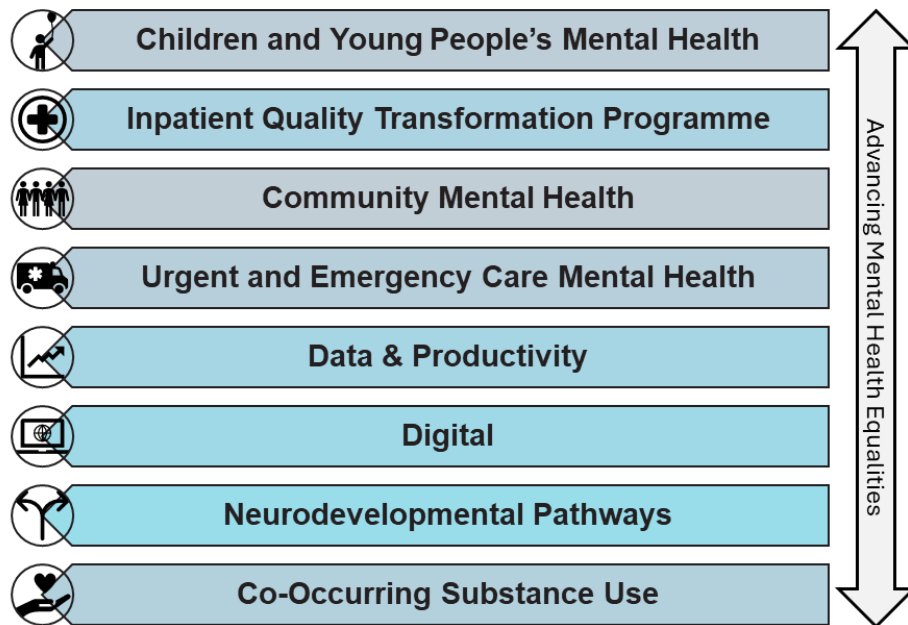 Children and Young People's Mental Health
Inpatient Quality Transformation Programme
Community Mental Health
Urgent and Emergency Care Mental Health
Data & Productivity
Digital
Neurodevelopmental Pathways
Co-Occurring Substance Use
Advancing Mental Health Equalities